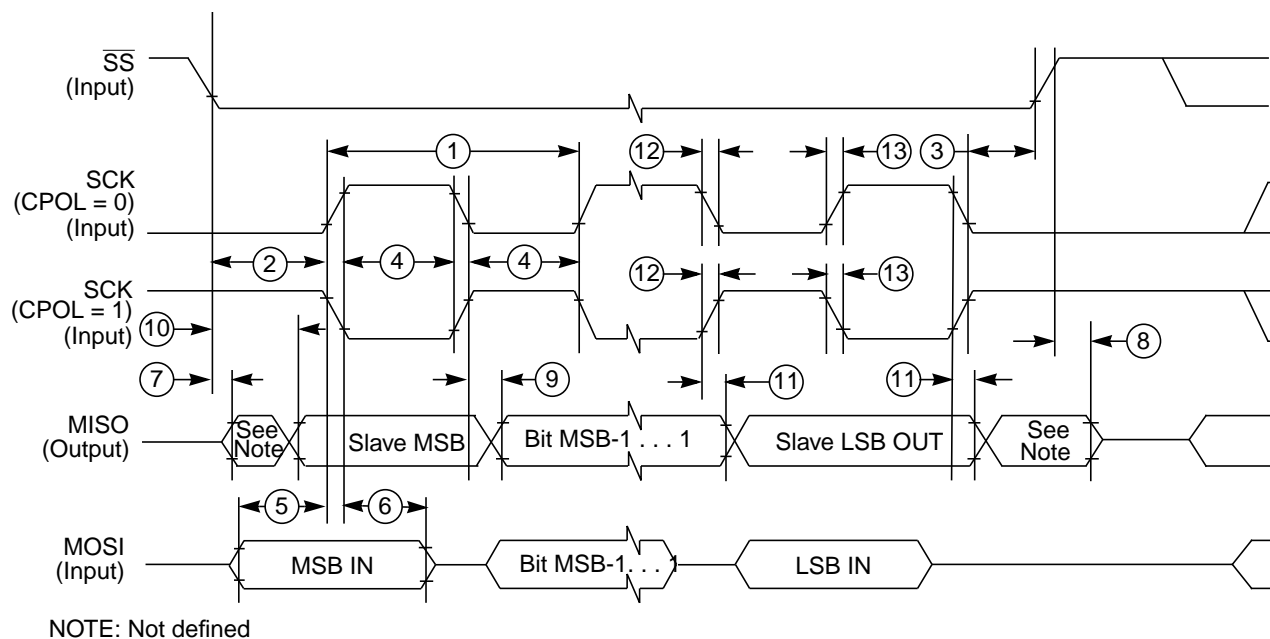 SS
(Input)
1
12
13
3
SCK
(CPOL = 0)
(Input)
2
4
4
12
13
SCK
(CPOL = 1)
(Input)
10
8
7
9
11
11
MISO
(Output)
See
Note
Slave MSB
Bit MSB-1 . . . 1
Slave LSB OUT
See
Note
5
6
MOSI
(Input)
MSB IN
Bit MSB-1. . . 1
LSB IN
NOTE: Not defined